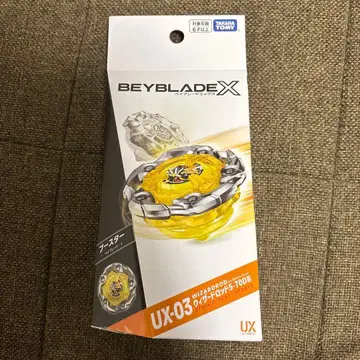 対象年齢
6才以上
TAKARA
TOMY
BEYBLADE X
ベイブレードエックス
ブースター
UX-03
WIZARDROD
ウィザードロッド5-70DB
UX